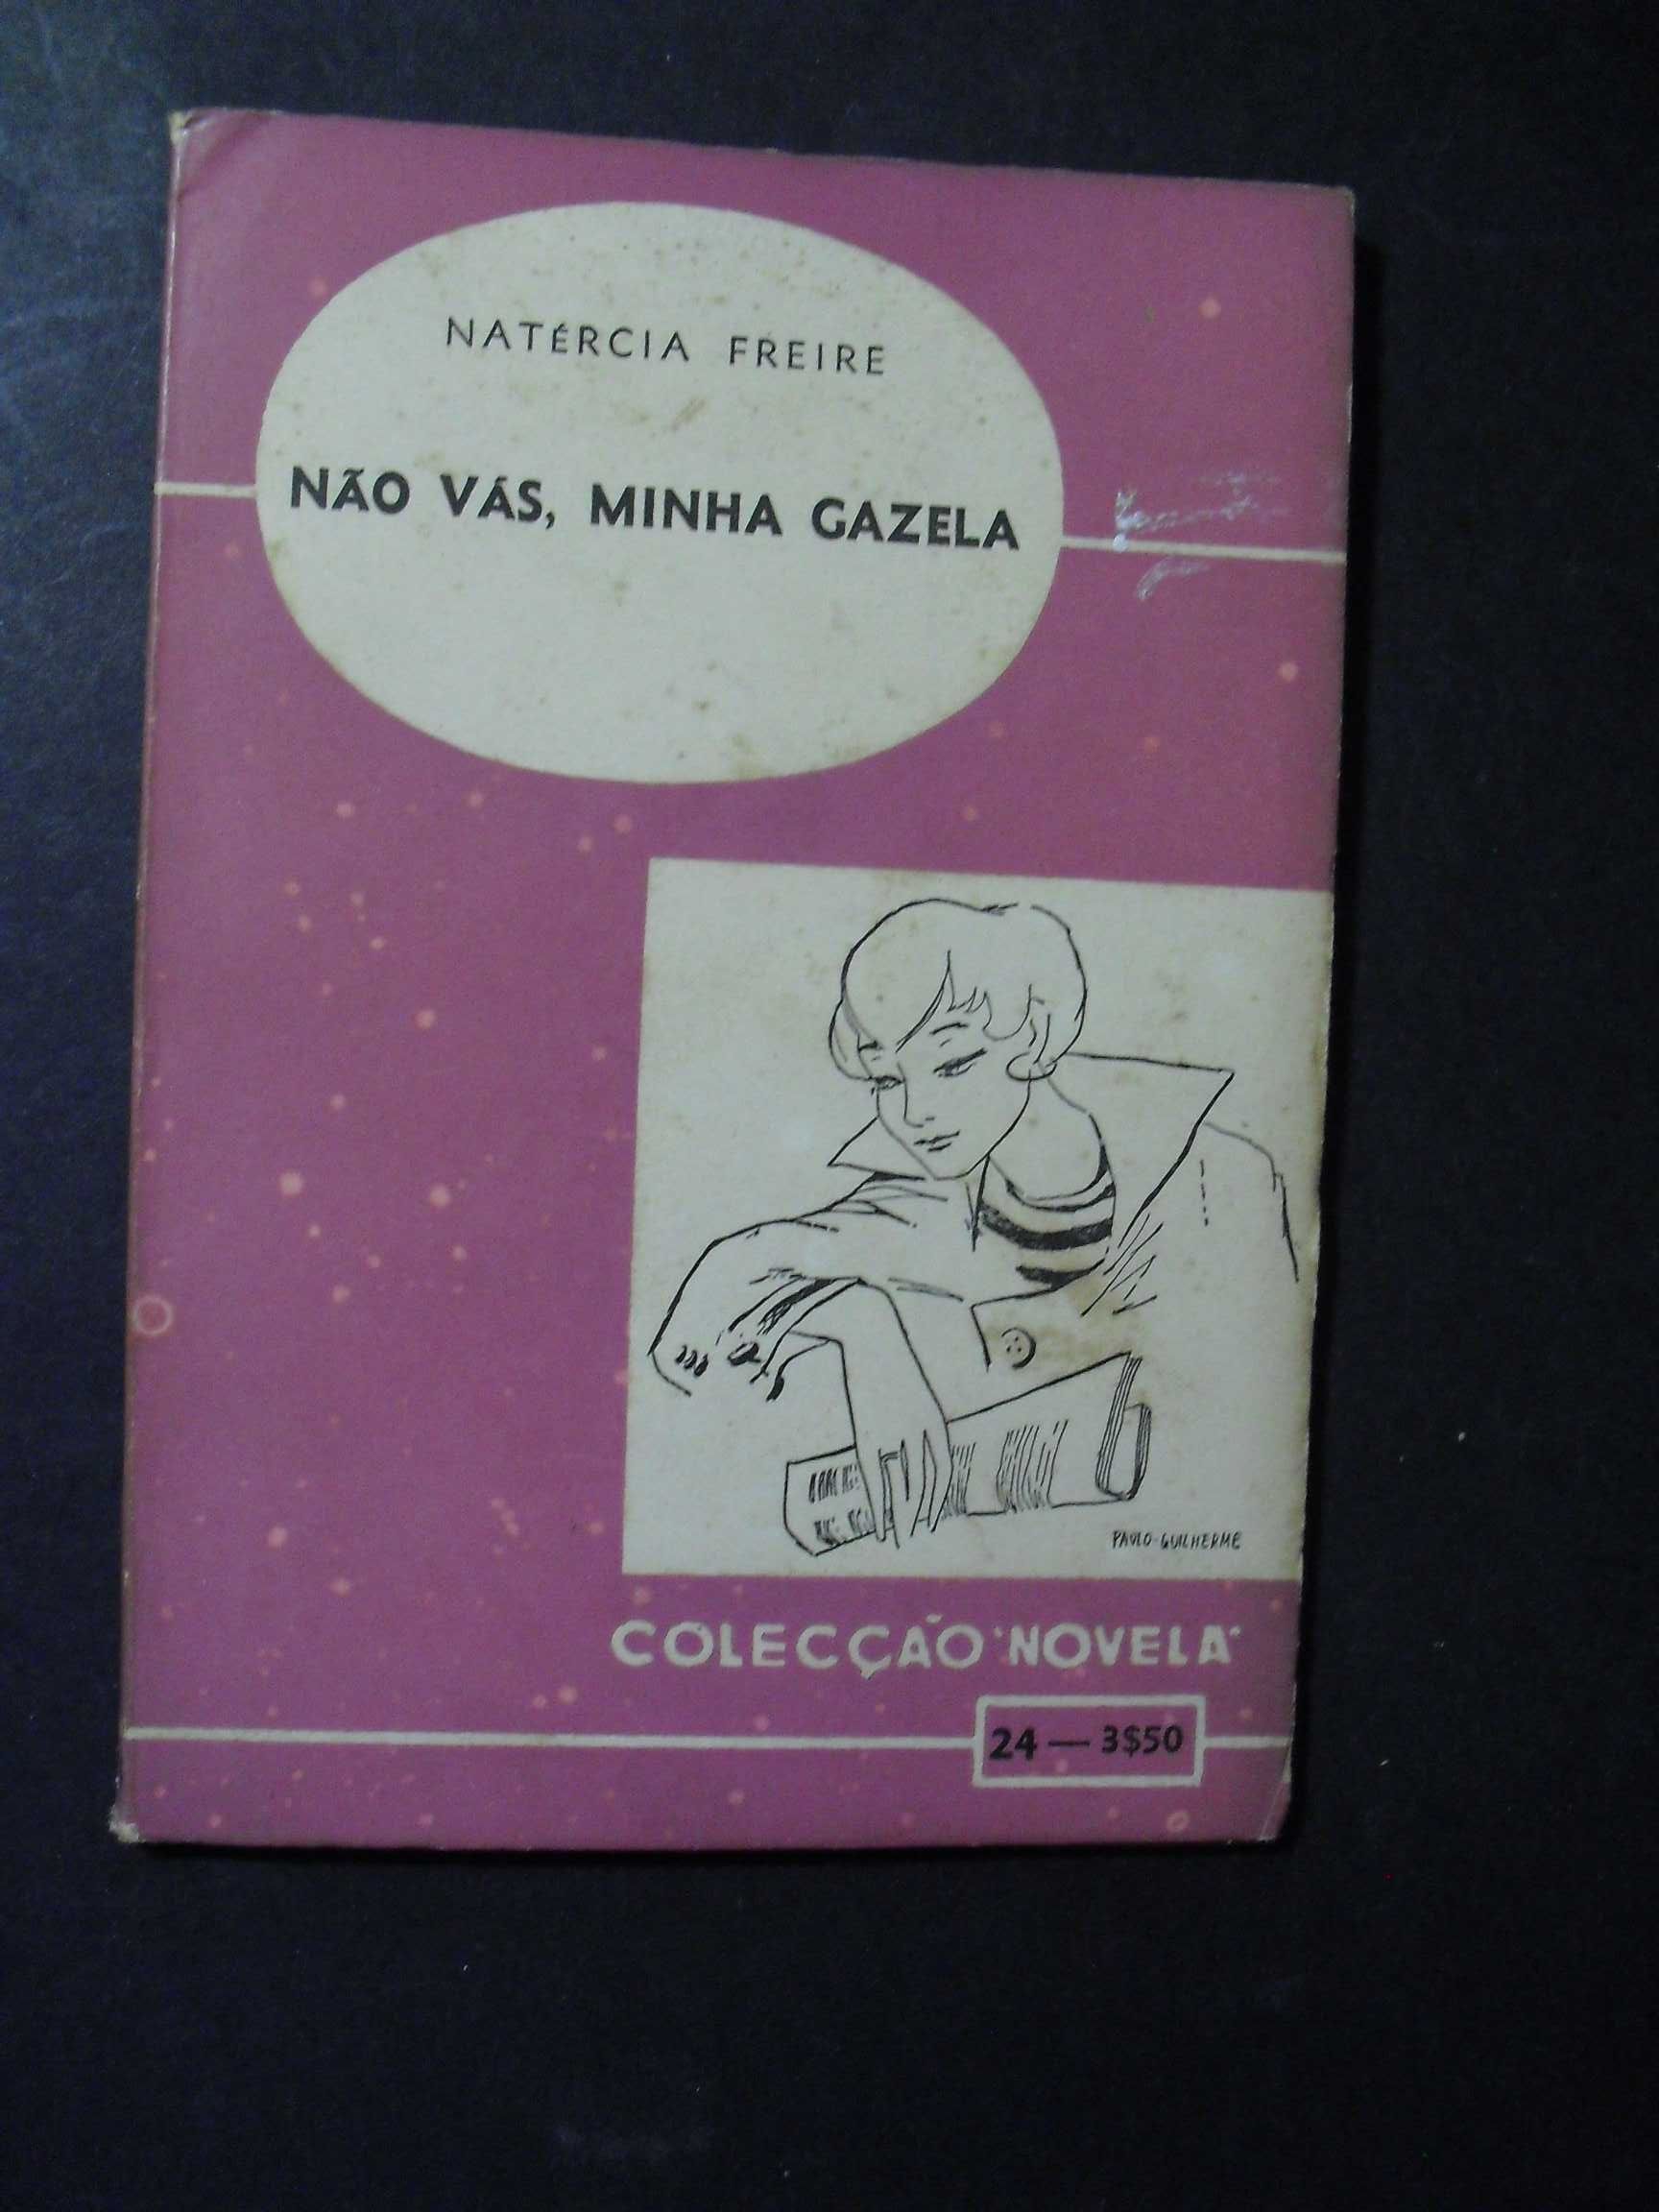 NATÉRCIA FREIRE
NÃO VÁS, MINHA GAZELA
PAULO-GUILHERME
COLECÇÃO "NOVELA"
24 — 3$50